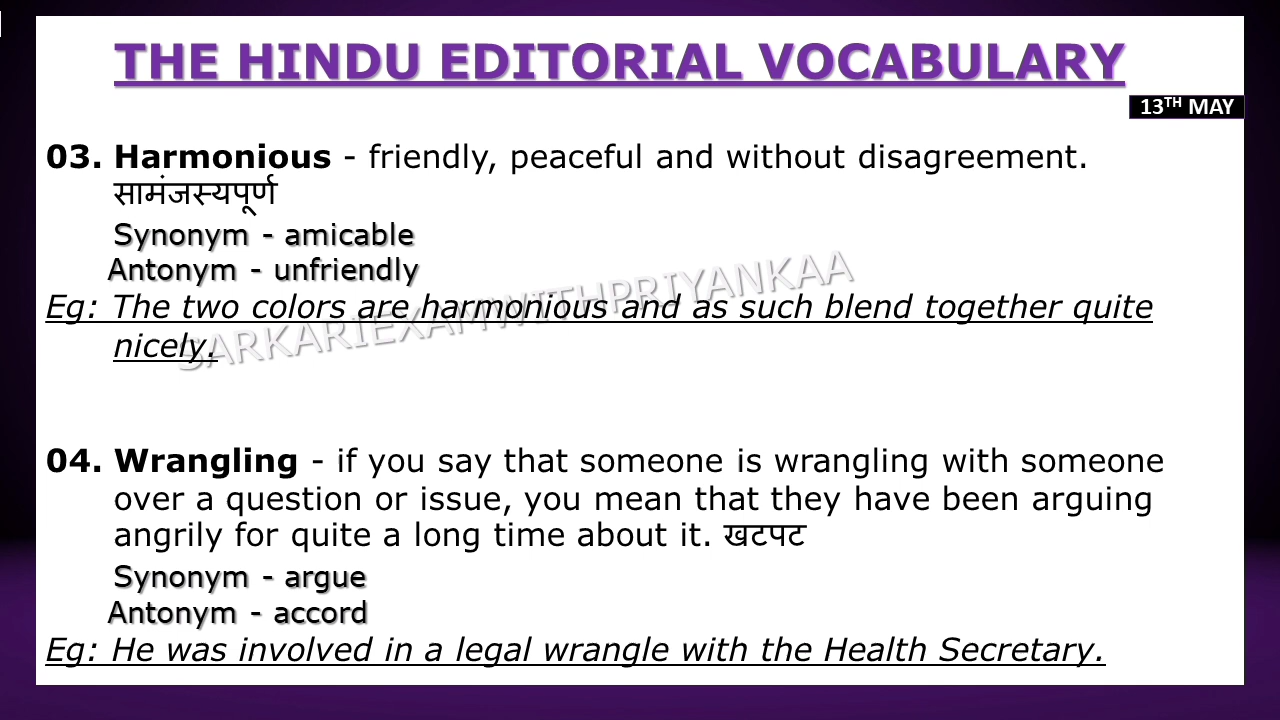 THE HINDU EDITORIAL VOCABULARY
13TH MAY
03. Harmonious - friendly, peaceful and without disagreement.
सामंजस्यपूर्ण
Synonym - amicable
Antonym - unfriendly
Eg: The two colors are harmonious and as such blend together quite
nicely.
SARKARIEXAMWITHPRIYANKAA
04. Wrangling - if you say that someone is wrangling with someone
over a question or issue, you mean that they have been arguing
angrily for quite a long time about it. खटपट
Synonym - argue
Antonym - accord
Eg: He was involved in a legal wrangle with the Health Secretary.